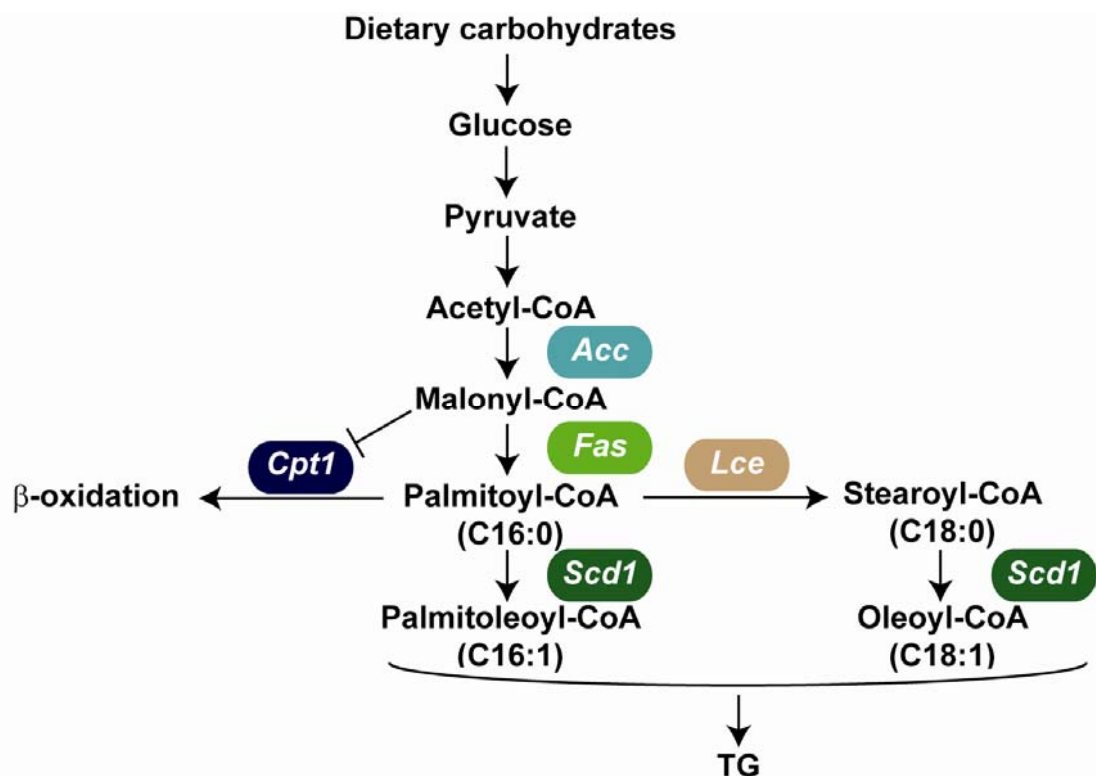 Dietary carbohydrates
Glucose
Pyruvate
Acetyl-CoA
Acc
Malonyl-CoA
Fas
Lce
Cpt1
β-oxidation
Palmitoyl-CoA
(C16:0)
Stearoyl-CoA
(C18:0)
Scd1
Scd1
Palmitoleoyl-CoA
(C16:1)
Oleoyl-CoA
(C18:1)
TG